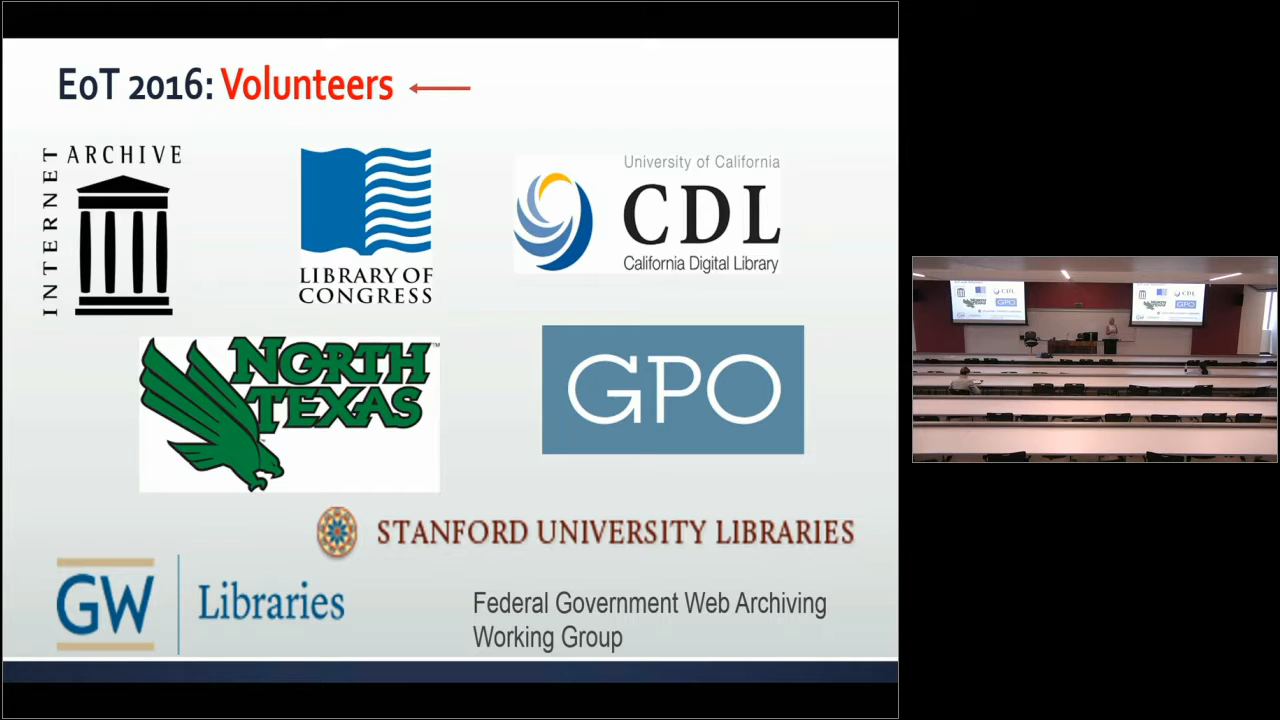 EoT 2016: Volunteers
INTERNET ARCHIVE
LIBRARY OF
CONGRESS
University of California
CDL
California Digital Library
NORTH
TEXAS
GPO
STANFORD UNIVERSITY LIBRARIES
GW Libraries
Federal Government Web Archiving
Working Group